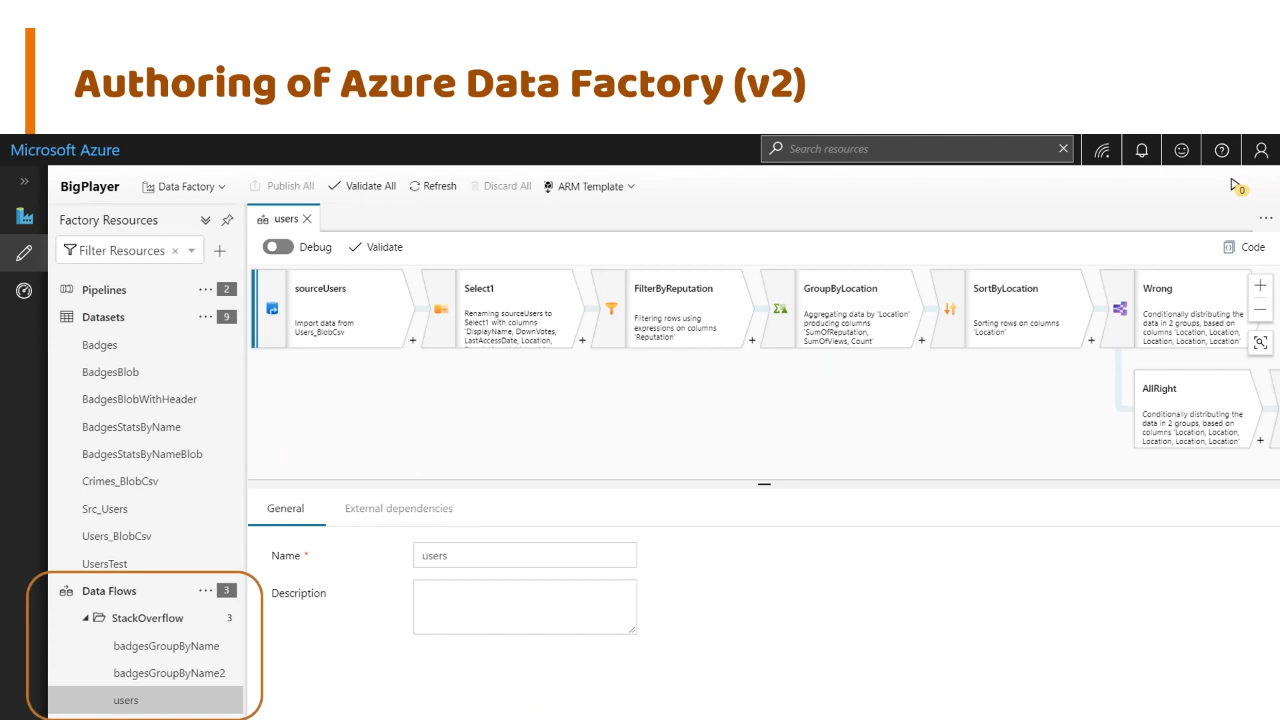 Authoring of Azure Data Factory (v2)
Microsoft Azure
Search resources
BigPlayer
Data Factory
Publish All
Validate All
Refresh
Discard All
ARM Template
0
Factory Resources
users
Filter Resources
Debug
Validate
Code
Pipelines
2
Datasets
9
Badges
BadgesBlob
BadgesBlobWithHeader
BadgesStatsByName
BadgesStatsByNameBlob
Crimes_BlobCsv
Src_Users
Users_BlobCsv
UsersTest
Data Flows
3
StackOverflow
3
badgesGroupByName
badgesGroupByName2
users
sourceUsers
Import data from
Users_BlobCsv
Select1
Renaming sourceUsers to
Select1 with columns
'DisplayName, DownVotes,
LastAccessDate, Location,
FilterByReputation
Filtering rows using
expressions on columns
'Reputation'
GroupByLocation
Aggregating data by 'Location'
producing columns
'SumOfReputation,
SumOfViews, Count'
SortByLocation
Sorting rows on columns
'Location'
Wrong
Conditionally distributing the
data in 2 groups, based on
columns 'Location, Location,
Location, Location, Location'
AllRight
Conditionally distributing the
data in 2 groups, based on
columns 'Location, Location,
Location, Location, Location'
General
External dependencies
Name *
users
Description